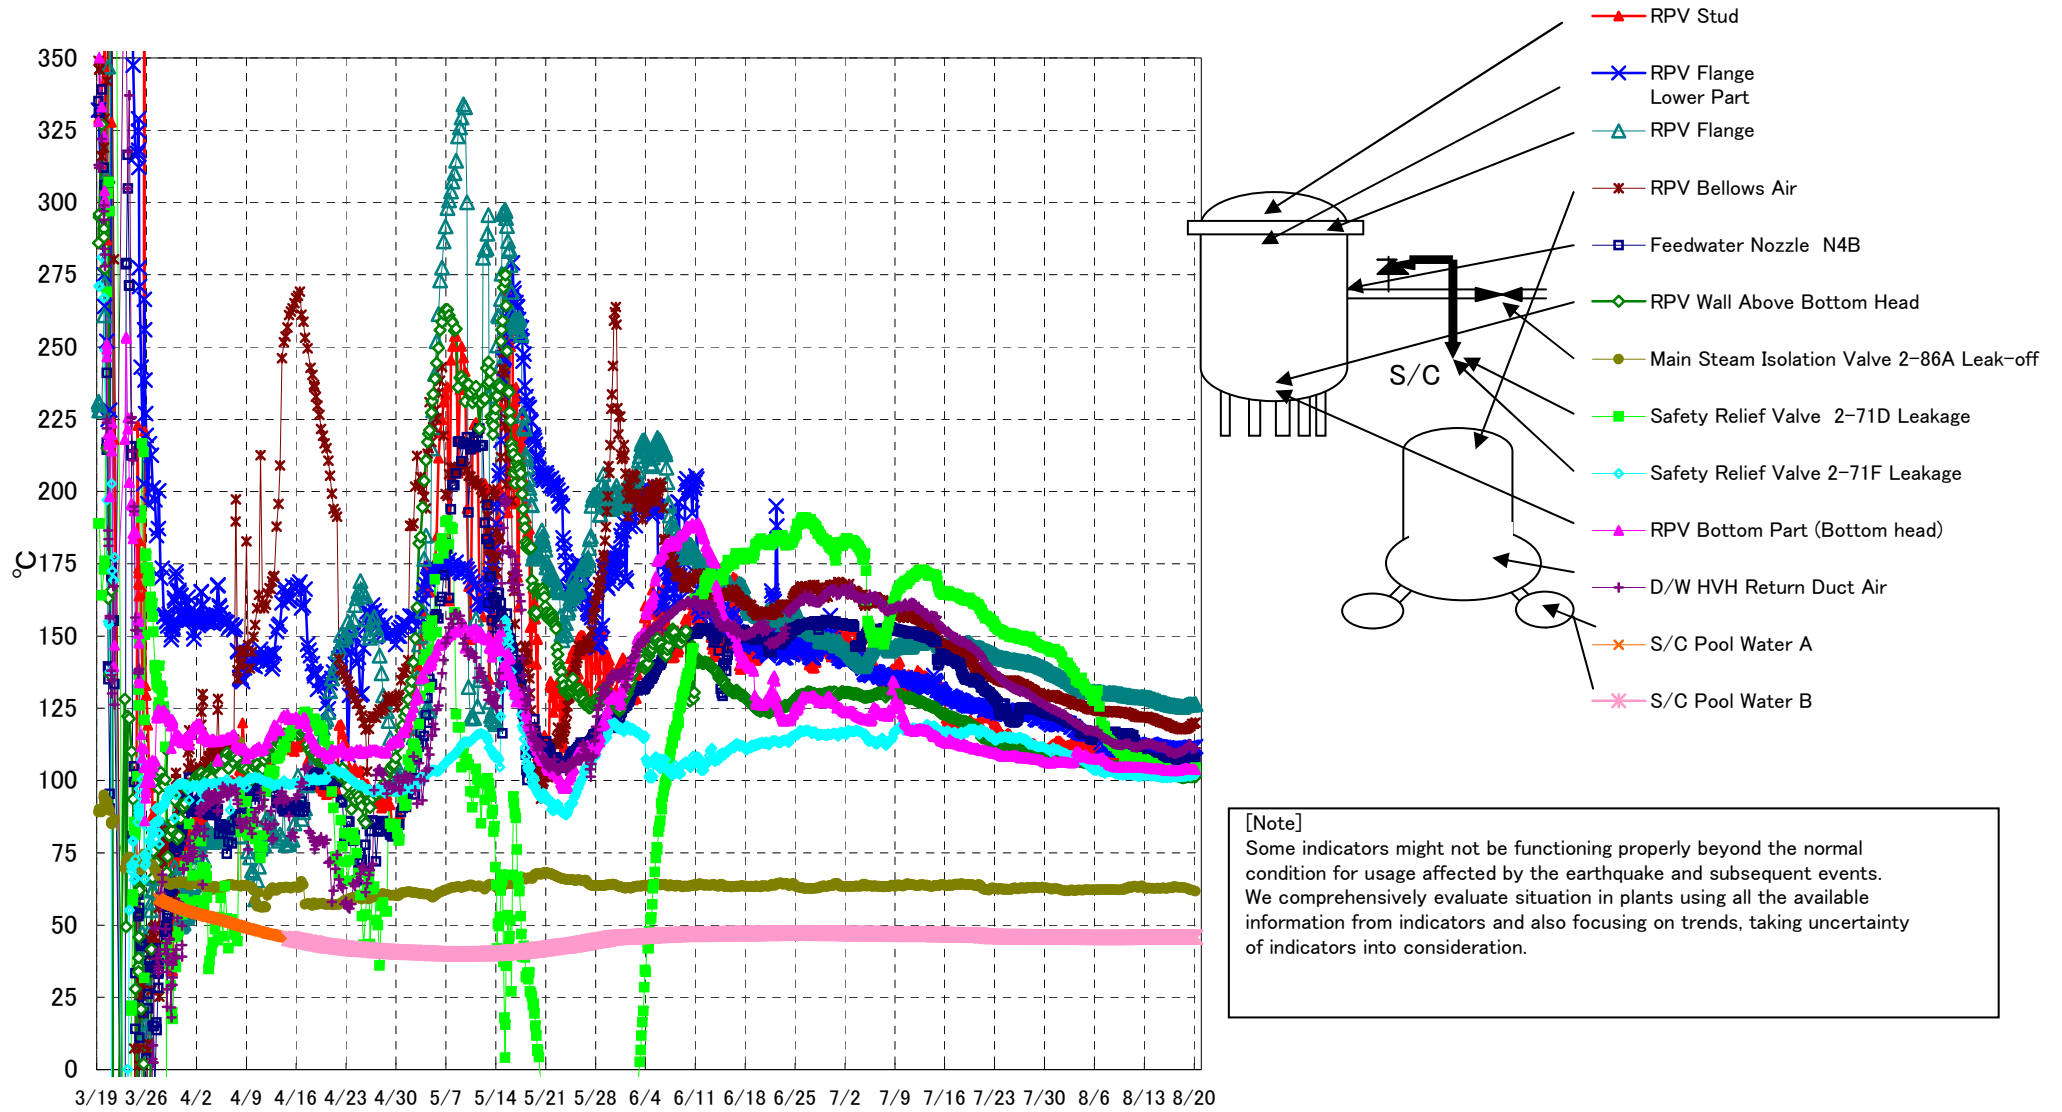 350
325
300
275
250
225
200
175
150
125
100
75
50
25
0
℃
3/19 3/26 4/2 4/9 4/16 4/23 4/30 5/7 5/14 5/21 5/28 6/4 6/11 6/18 6/25 7/2 7/9 7/16 7/23 7/30 8/6 8/13 8/20
RPV Stud
RPV Flange
Lower Part
RPV Flange
RPV Bellows Air
Feedwater Nozzle N4B
RPV Wall Above Bottom Head
Main Steam Isolation Valve 2-86A Leak-off
Safety Relief Valve 2-71D Leakage
Safety Relief Valve 2-71F Leakage
RPV Bottom Part (Bottom head)
D/W HVH Return Duct Air
S/C Pool Water A
S/C Pool Water B
S/C
[Note]
Some indicators might not be functioning properly beyond the normal
condition for usage affected by the earthquake and subsequent events.
We comprehensively evaluate situation in plants using all the available
information from indicators and also focusing on trends, taking uncertainty
of indicators into consideration.